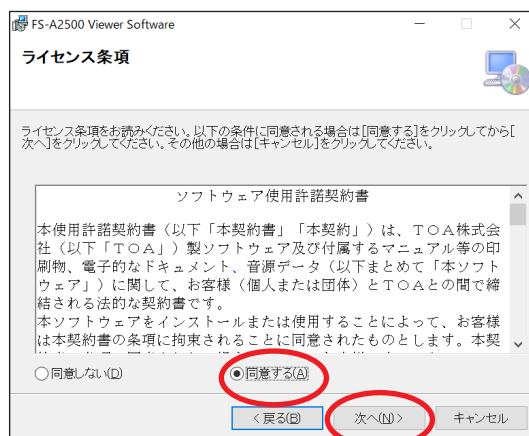 FS-A2500 Viewer Software
ライセンス条項
ライセンス条項をお読みください。以下の条件に同意される場合は[同意する]をクリックしてから[
次へ]をクリックしてください。その他の場合は[キャンセル]をクリックしてください。
ソフトウェア使用許諾契約書
本使用許諾契約書（以下「本契約書」「本契約」）は、ＴＯＡ株式会
社（以下「ＴＯＡ」）製ソフトウェア及び付属するマニュアル等の印
刷物、電子的なドキュメント、音源データ（以下まとめて「本ソフト
ウェア」）に関して、お客様（個人または団体）とＴＯＡとの間で締
結される法的な契約書です。
本ソフトウェアをインストールまたは使用することによって、お客様
は本契約書の条項に拘束されることに同意されたものとします。本契
同意しない(D)
同意する(A)
< 戻る(B)
次へ(N) >
キャンセル